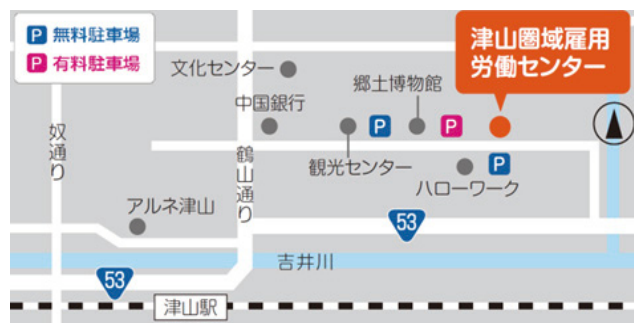 P 無料駐車場
P 有料駐車場
津山圏域雇用
労働センター
文化センター
郷土博物館
中国銀行
P
P
奴通り
鶴山通り
観光センター
P
ハローワーク
アルネ津山
53
吉井川
53
津山駅